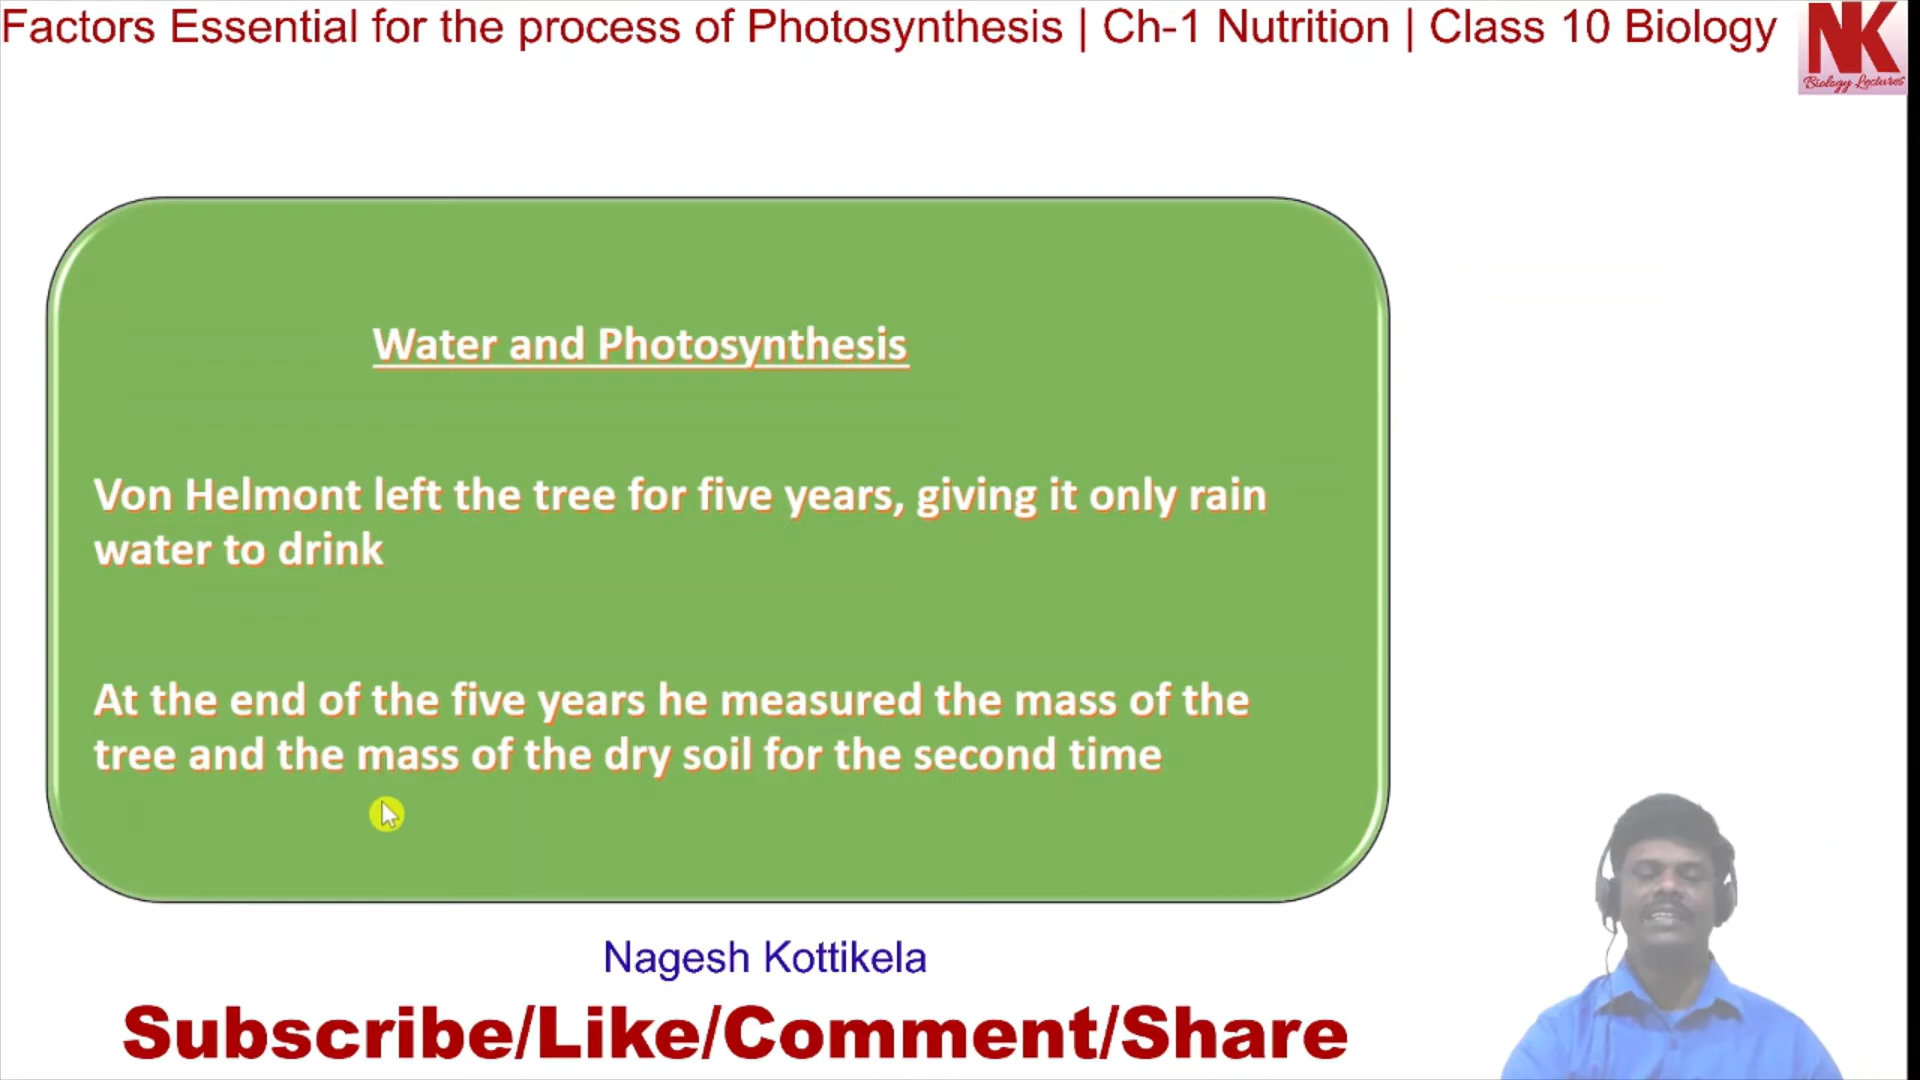 Factors Essential for the process of Photosynthesis | Ch-1 Nutrition | Class 10 Biology
NK
Biology Lectures
Water and Photosynthesis
Von Helmont left the tree for five years, giving it only rain
water to drink
At the end of the five years he measured the mass of the
tree and the mass of the dry soil for the second time
Nagesh Kottikela
Subscribe/Like/Comment/Share